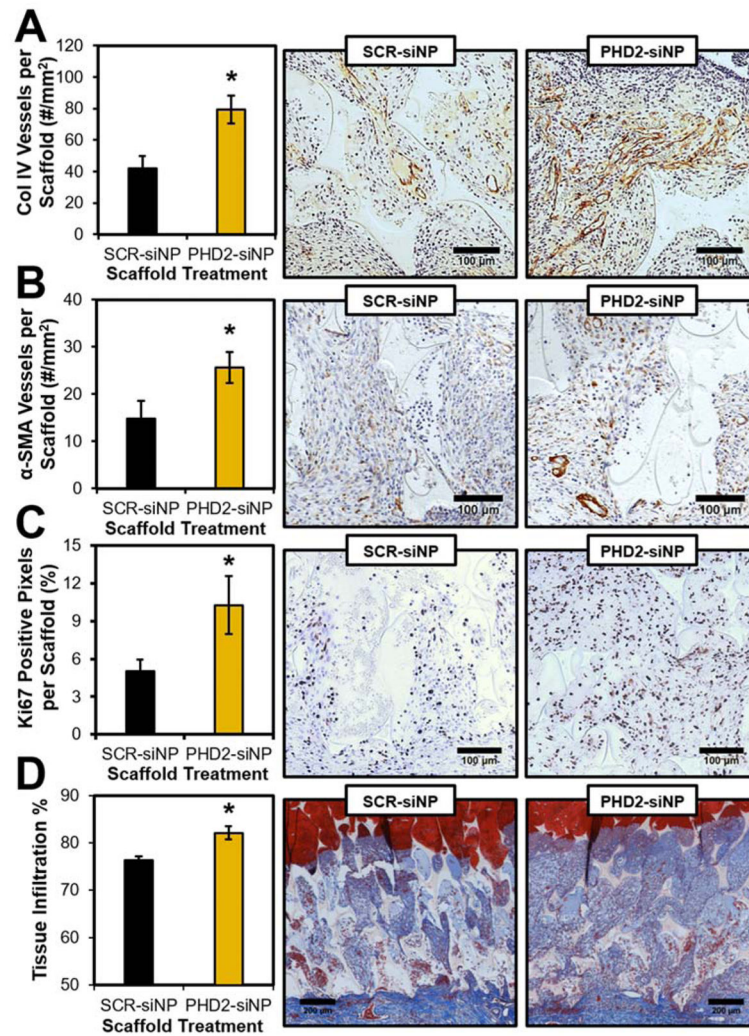 A
Col IV Vessels per
Scaffold (#/mm²)
120
100
80
60
40
20
0
*
SCR-siNP PHD2-siNP
Scaffold Treatment
SCR-siNP
100 µm
PHD2-siNP
100 µm
B
α-SMA Vessels per
Scaffold (#/mm²)
40
30
20
10
0
*
SCR-siNP PHD2-siNP
Scaffold Treatment
SCR-siNP
100 µm
PHD2-siNP
100 µm
C
Ki67 Positive Pixels
per Scaffold (%)
15
12
9
6
3
0
*
SCR-siNP PHD2-siNP
Scaffold Treatment
SCR-siNP
100 µm
PHD2-siNP
100 µm
D
Tissue Infiltration %
90
80
70
60
50
*
SCR-siNP PHD2-siNP
Scaffold Treatment
SCR-siNP
200 µm
PHD2-siNP
200 µm